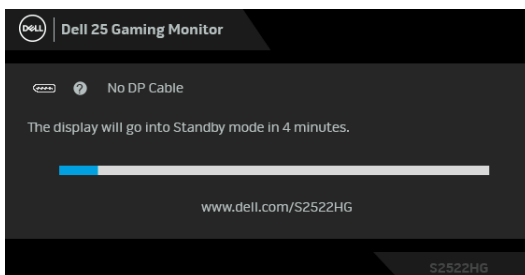 DELL
Dell 25 Gaming Monitor
? No DP Cable
The display will go into Standby mode in 4 minutes.
www.dell.com/S2522HG
S2522HG